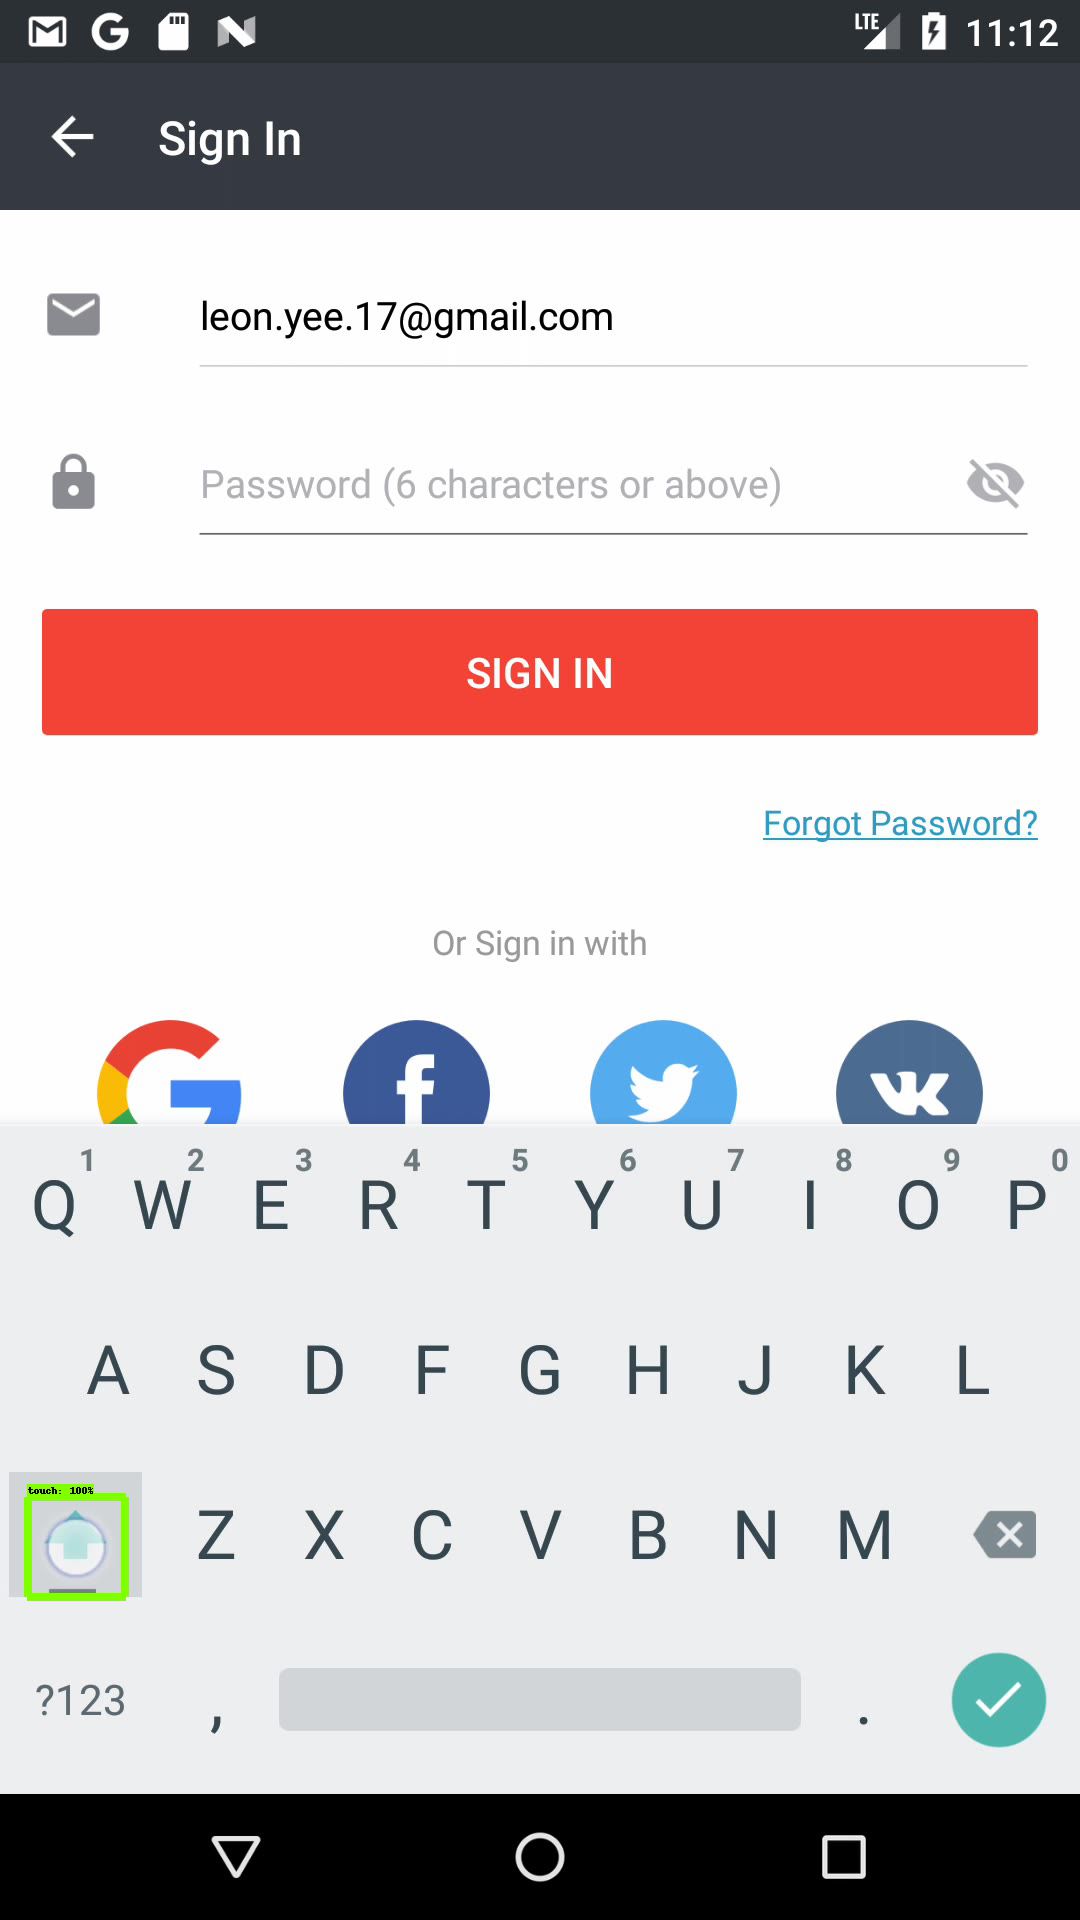 LTE 11:12
Sign In
leon.yee.17@gmail.com
Password (6 characters or above)
SIGN IN
Forgot Password?
Or Sign in with
1 2 3 4 5 6 7 8 9 0
Q W E R T Y U I O P
A S D F G H J K L
touch: 100%
Z X C V B N M
?123 , .